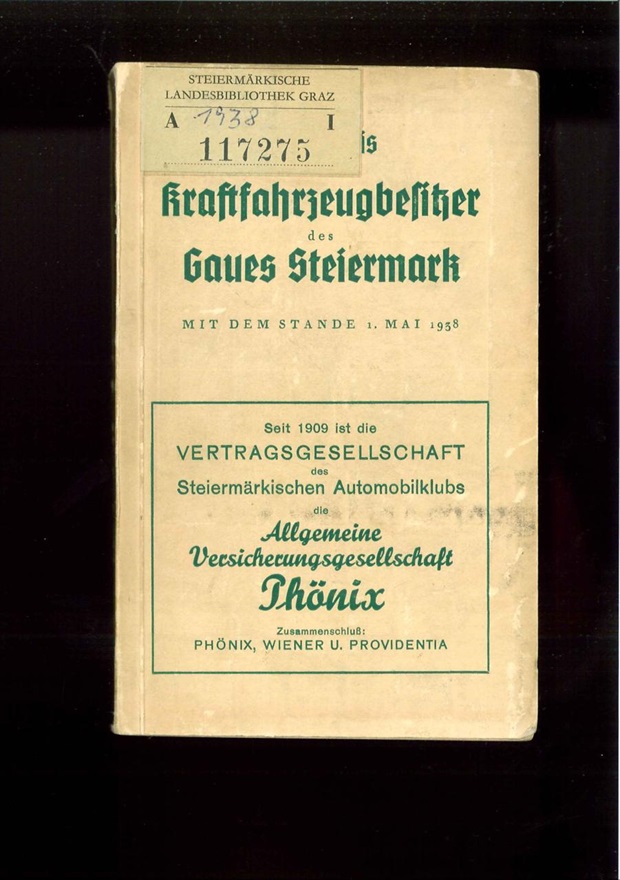 STEIERMÄRKISCHE
LANDESBIBLIOTHEK GRAZ
A 1938 I
117275
is
Kraftfahrzeugbesitzer
des
Gaues Steiermark
MIT DEM STANDE 1. MAI 1938
Seit 1909 ist die
VERTRAGSGESELLSCHAFT
des
Steiermärkischen Automobilklubs
die
Allgemeine
Versicherungsgesellschaft
Phönix
Zusammenschluß:
PHÖNIX, WIENER U. PROVIDENTIA